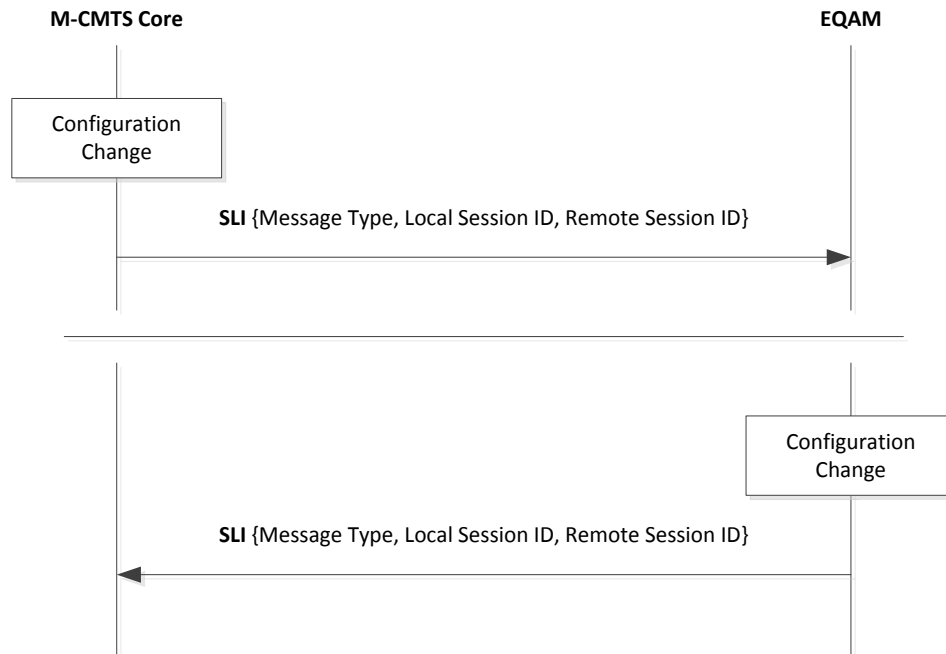 M-CMTS Core
EQAM
Configuration
Change
SLI {Message Type, Local Session ID, Remote Session ID}
Configuration
Change
SLI {Message Type, Local Session ID, Remote Session ID}